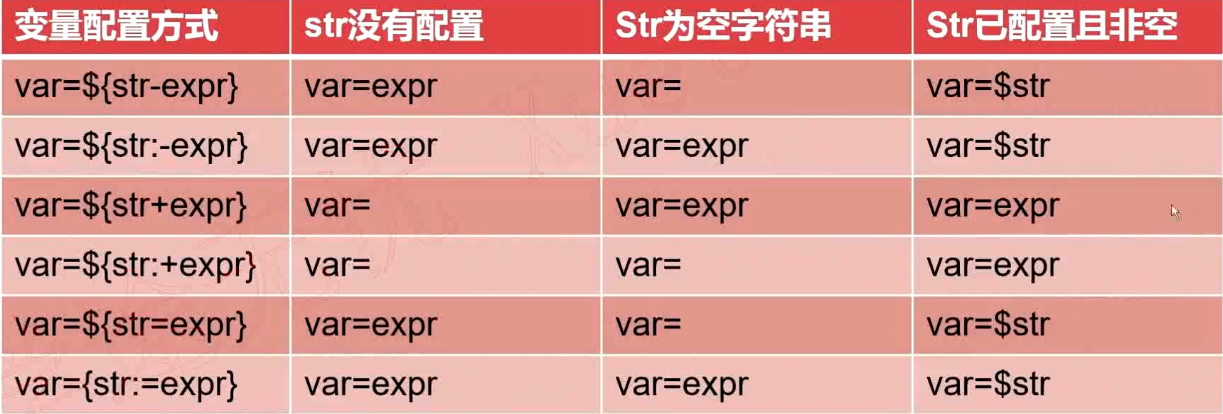 变量配置方式 str没有配置 Str为空字符串 Str已配置且非空
var=${str-expr} var=expr var= var=$str
var=${str:-expr} var=expr var=expr var=$str
var=${str+expr} var= var=expr var=expr
var=${str:+expr} var= var= var=expr
var=${str=expr} var=expr var= var=$str
var={str:=expr} var=expr var=expr var=$str